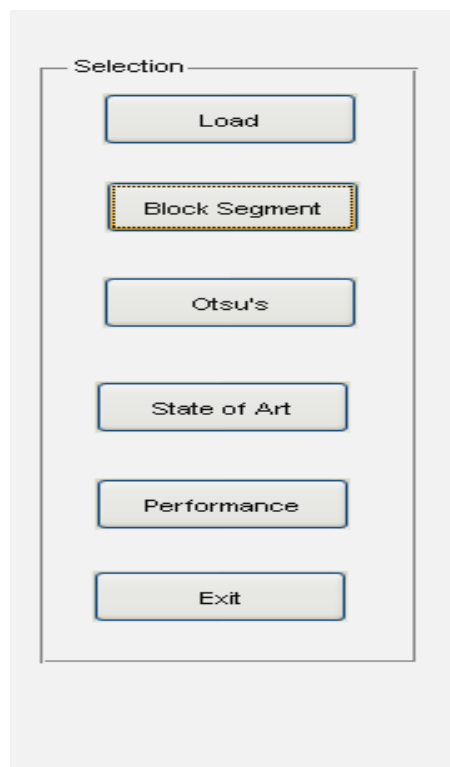 Selection
Load
Block Segment
Otsu's
State of Art
Performance
Exit